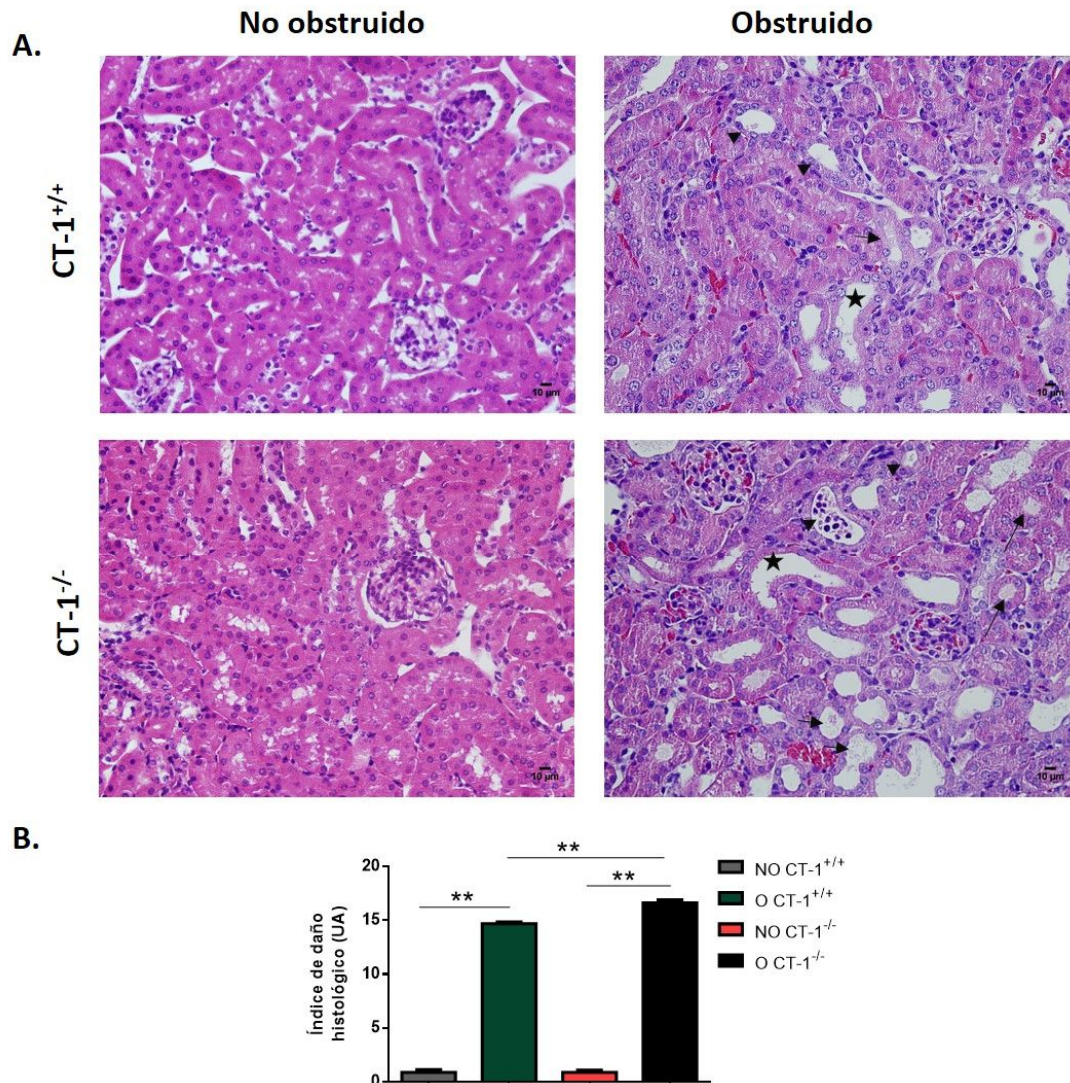 No obstruido
Obstruido
A.
CT-1+/+
10 µm
10 µm
CT-1-/-
10 µm
10 µm
B.
Índice de daño
histológico (UA)
20
15
10
5
0
**
**
**
NO CT-1+/+
O CT-1+/+
NO CT-1-/-
O CT-1-/-